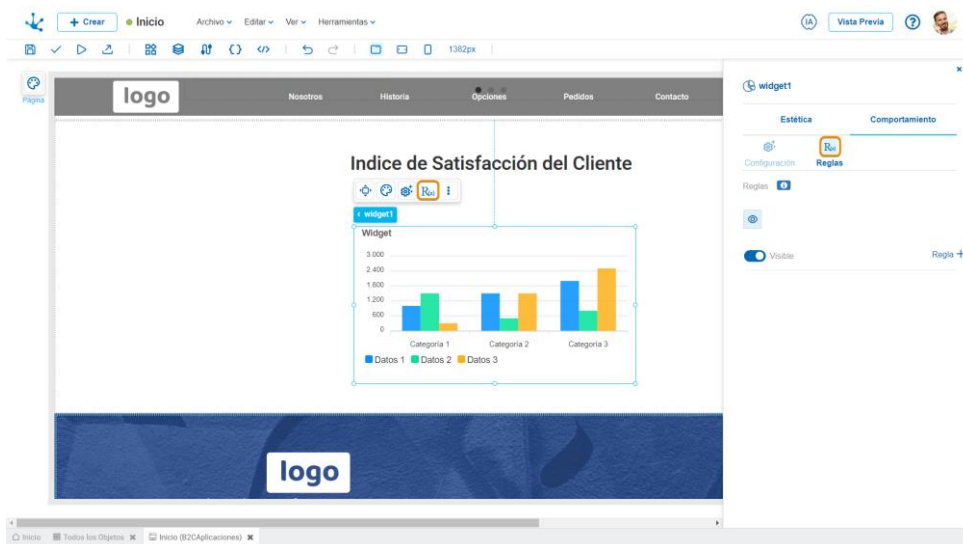 + Crear
Inicio
Archivo
Editar
Ver
Herramientas
IA
Vista Previa
1382px
Página
logo
Nosotros
Historia
Opciones
Pedidos
Contacto
Indice de Satisfacción del Cliente
R(x)
widget1
Widget
3.000
2.400
1.800
1.200
600
0
Categoría 1
Categoría 2
Categoría 3
Datos 1
Datos 2
Datos 3
logo
widget1
Estética
Comportamiento
Configuración
R(x)
Reglas
Reglas
Visible
Regla +
Inicio
Todos los Objetos
Inicio (B2CAplicaciones)